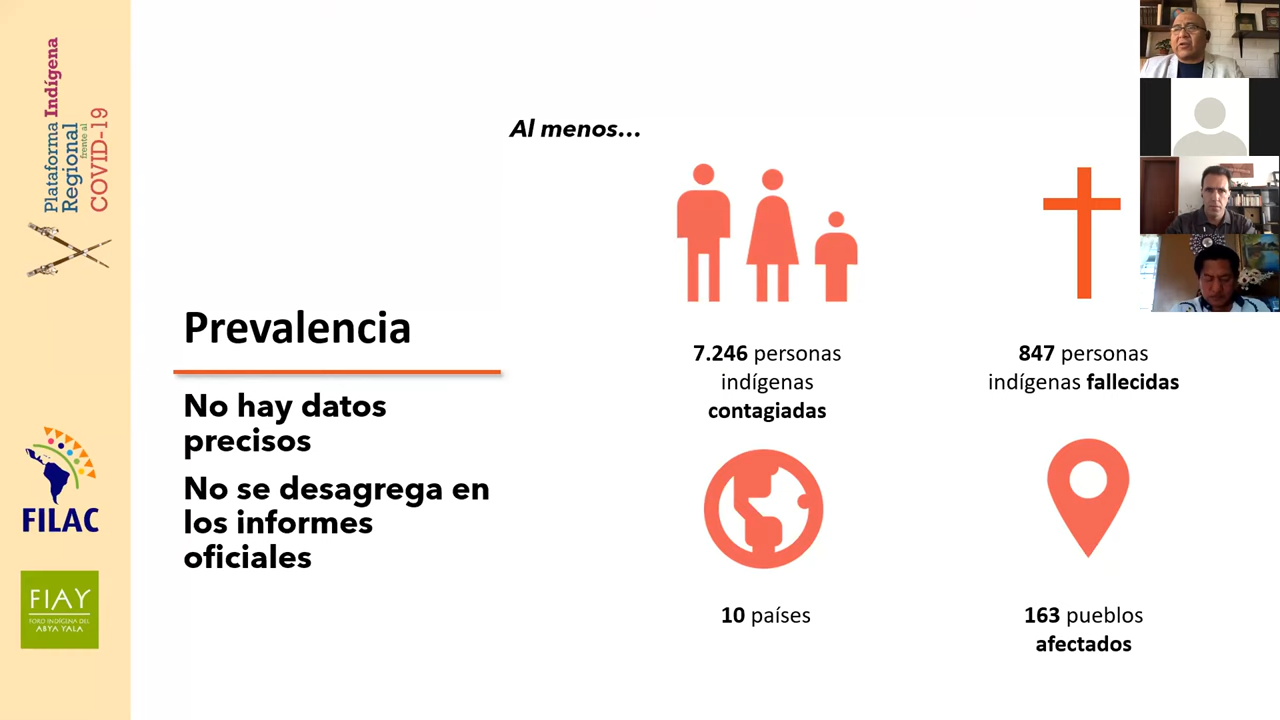 Plataforma Indígena
Regional
frente al
COVID-19
FILAC
FIAY
FORO INDÍGENA DEL
ABYA YALA
Prevalencia
No hay datos
precisos
No se desagrega en
los informes
oficiales
Al menos...
7.246 personas
indígenas
contagiadas
847 personas
indígenas fallecidas
10 países
163 pueblos
afectados